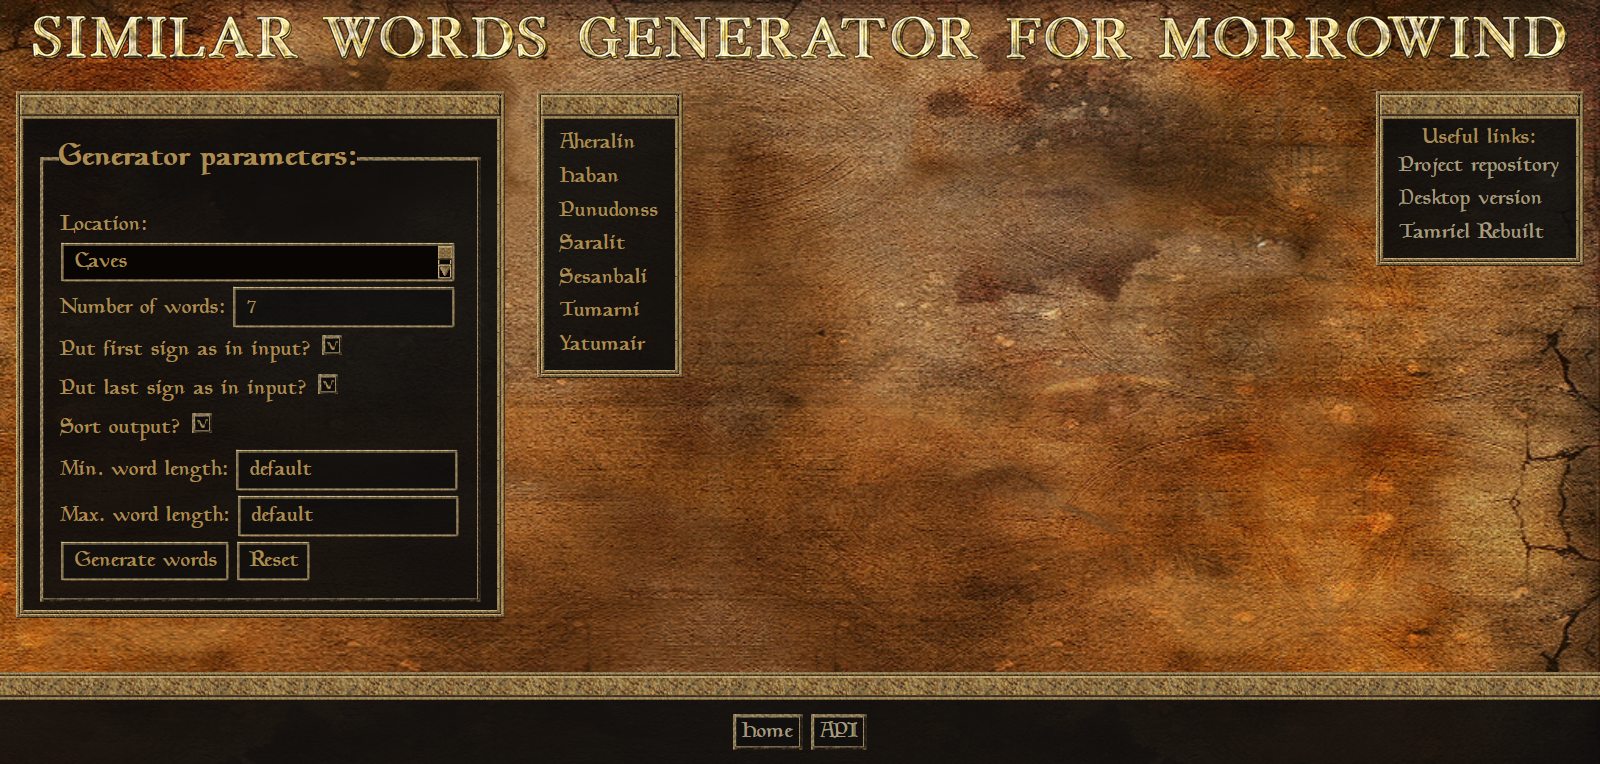 SIMILAR WORDS GENERATOR FOR MORROWIND
Generator parameters:
Location:
Caves
Number of words: 7
Put first sign as in input?
Put last sign as in input?
Sort output?
Min. word length: default
Max. word length: default
Generate words Reset
Aheralin
Haban
Punudonss
Saralit
Sesanbali
Tumarni
Yatumair
Useful links:
Project repository
Desktop version
Tamriel Rebuilt
Home API